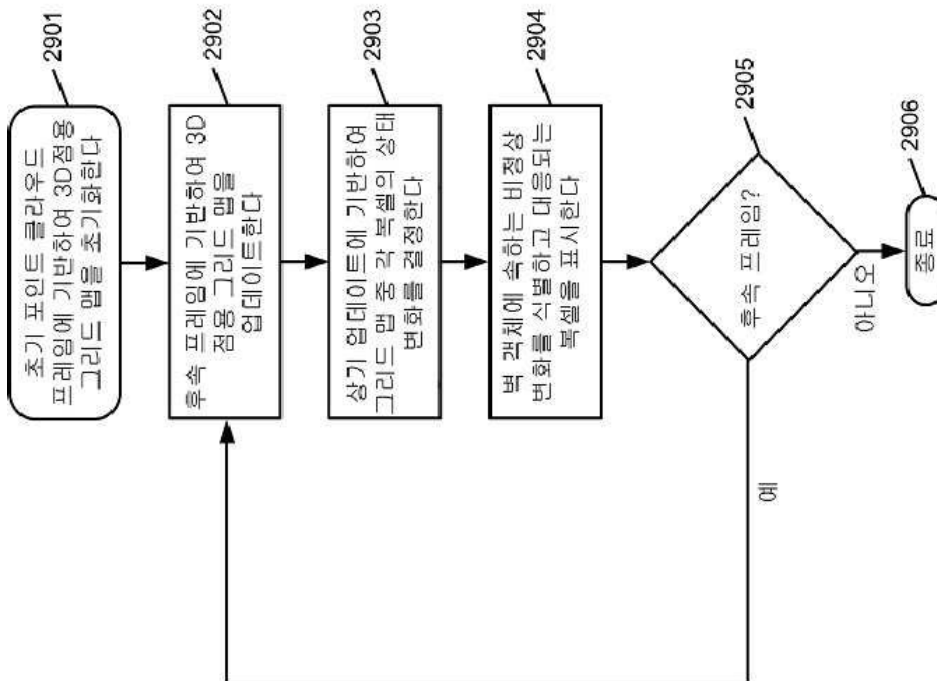 2901
초기 포인트 클라우드
프레임에 기반하여 3D점용
그리드 맵을 초기화한다
2902
후속 프레임에 기반하여 3D
점용 그리드 맵을
업데이트한다
2903
상기 업데이트에 기반하여
그리드 맵 중 각 복셀의 상태
변화를 결정한다
2904
벽 객체에 속하는 비정상
변화를 식별하고 대응되는
복셀을 표시한다
2905
후속 프레임?
예
아니오
2906
종료